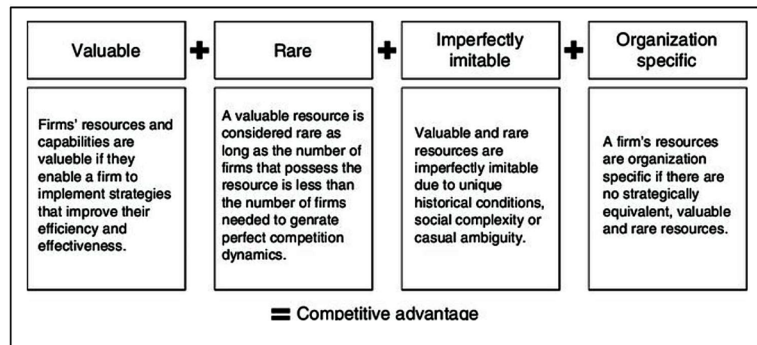 Valuable
+
Rare
+
Imperfectly
imitable
+
Organization
specific
Firms' resources and
capabilities are
valueble if they
enable a firm to
implement strategies
that improve their
efficiency and
effectiveness.
A valuable resource is
considered rare as
long as the number of
firms that possess the
resource is less than
the number of firms
needed to genrate
perfect competition
dynamics.
Valuable and rare
resources are
imperfectly imitable
due to unique
historical conditions,
social complexity or
casual ambiguity.
A firm's resources
are organization
specific if there are
no strategically
equivalent, valuable
and rare resources.
= Competitive advantage